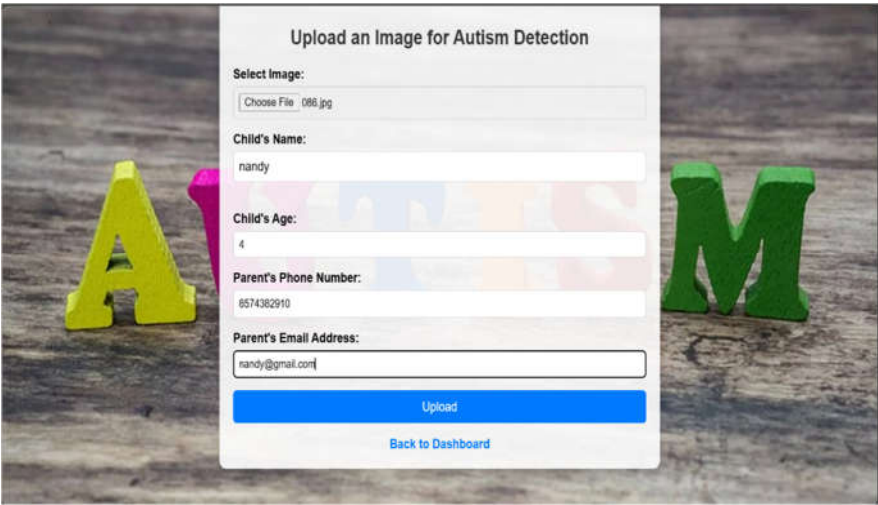 Upload an Image for Autism Detection
Select Image:
Choose File 086.jpg
Child's Name:
nandy
AUTISM
Child's Age:
4
Parent's Phone Number:
6574382910
Parent's Email Address:
nandy@gmail.com
Upload
Back to Dashboard